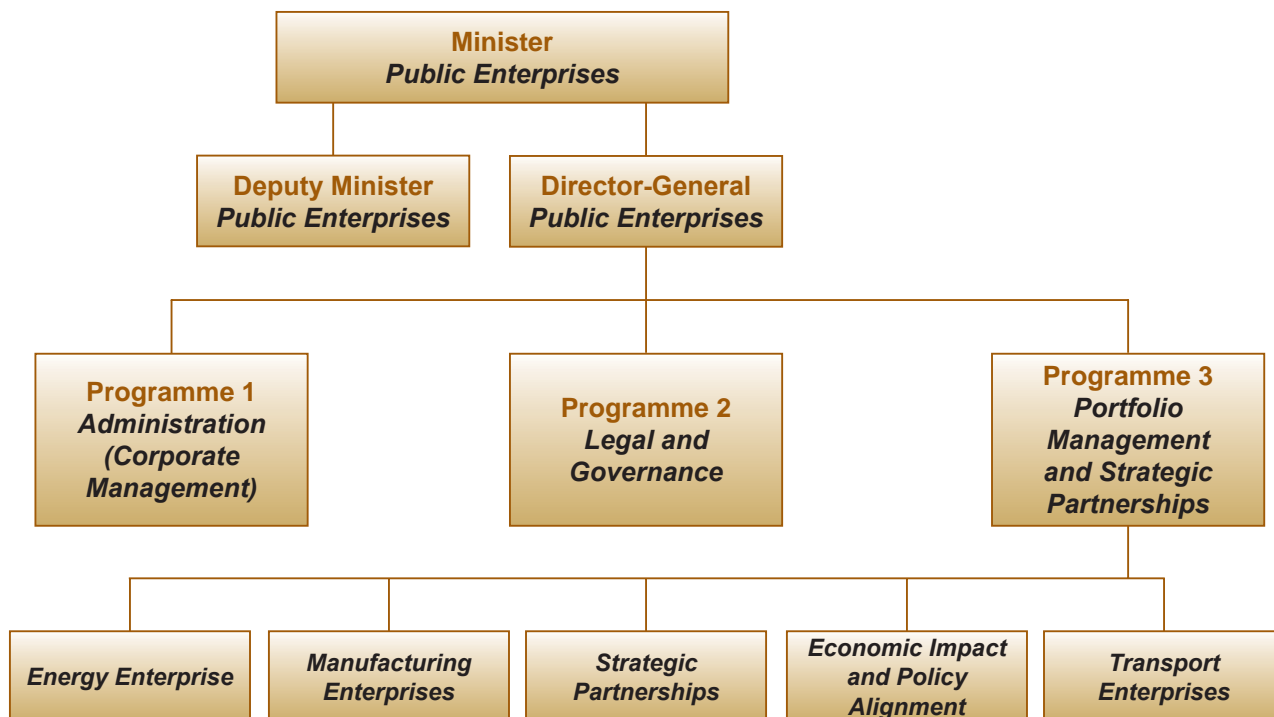 Minister
Public Enterprises
Deputy Minister
Public Enterprises
Director-General
Public Enterprises
Programme 1
Administration
(Corporate
Management)
Programme 2
Legal and
Governance
Programme 3
Portfolio
Management
and Strategic
Partnerships
Energy Enterprise
Manufacturing
Enterprises
Strategic
Partnerships
Economic Impact
and Policy
Alignment
Transport
Enterprises